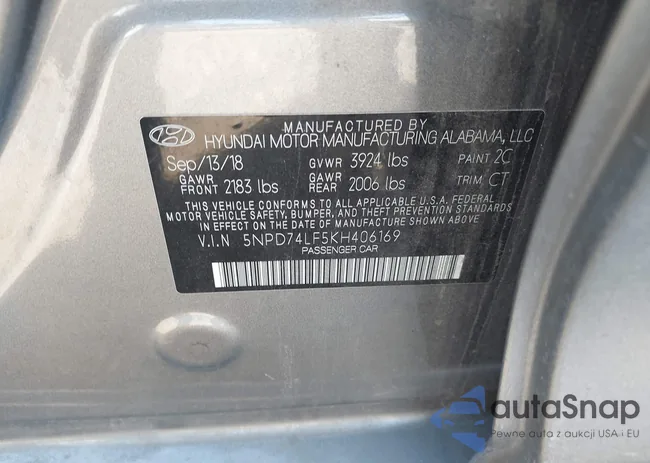 MANUFACTURED BY
HYUNDAI MOTOR MANUFACTURING ALABAMA, LLC
Sep/13/18 GVWR 3924 lbs PAINT 2C
GAWR FRONT 2183 lbs GAWR REAR 2006 lbs TRIM CT
THIS VEHICLE CONFORMS TO ALL APPLICABLE U.S.A. FEDERAL
MOTOR VEHICLE SAFETY, BUMPER, AND THEFT PREVENTION STANDARDS
IN EFFECT ON THE DATE OF MANUFACTURE SHOWN ABOVE.
V.I.N 5NPD74LF5KH406169
PASSENGER CAR
autaSnap
Pewne auta z aukcji USA i EU